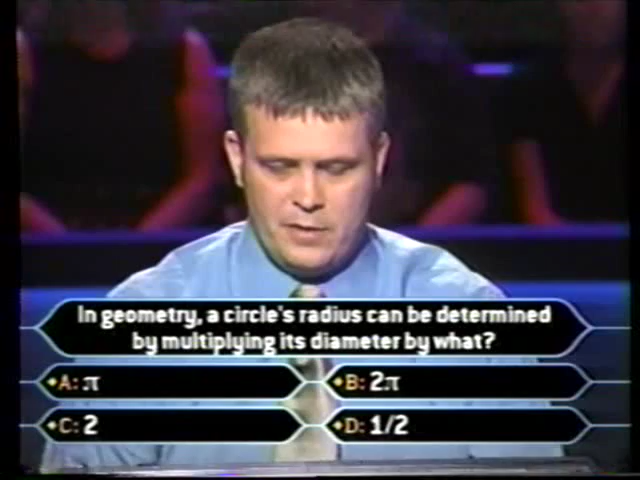 In geometry, a circle's radius can be determined
by multiplying its diameter by what?
A: π
B: 2π
C: 2
D: 1/2